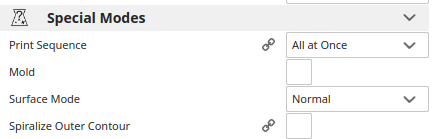 Special Modes
Print Sequence All at Once
Mold
Surface Mode Normal
Spiralize Outer Contour